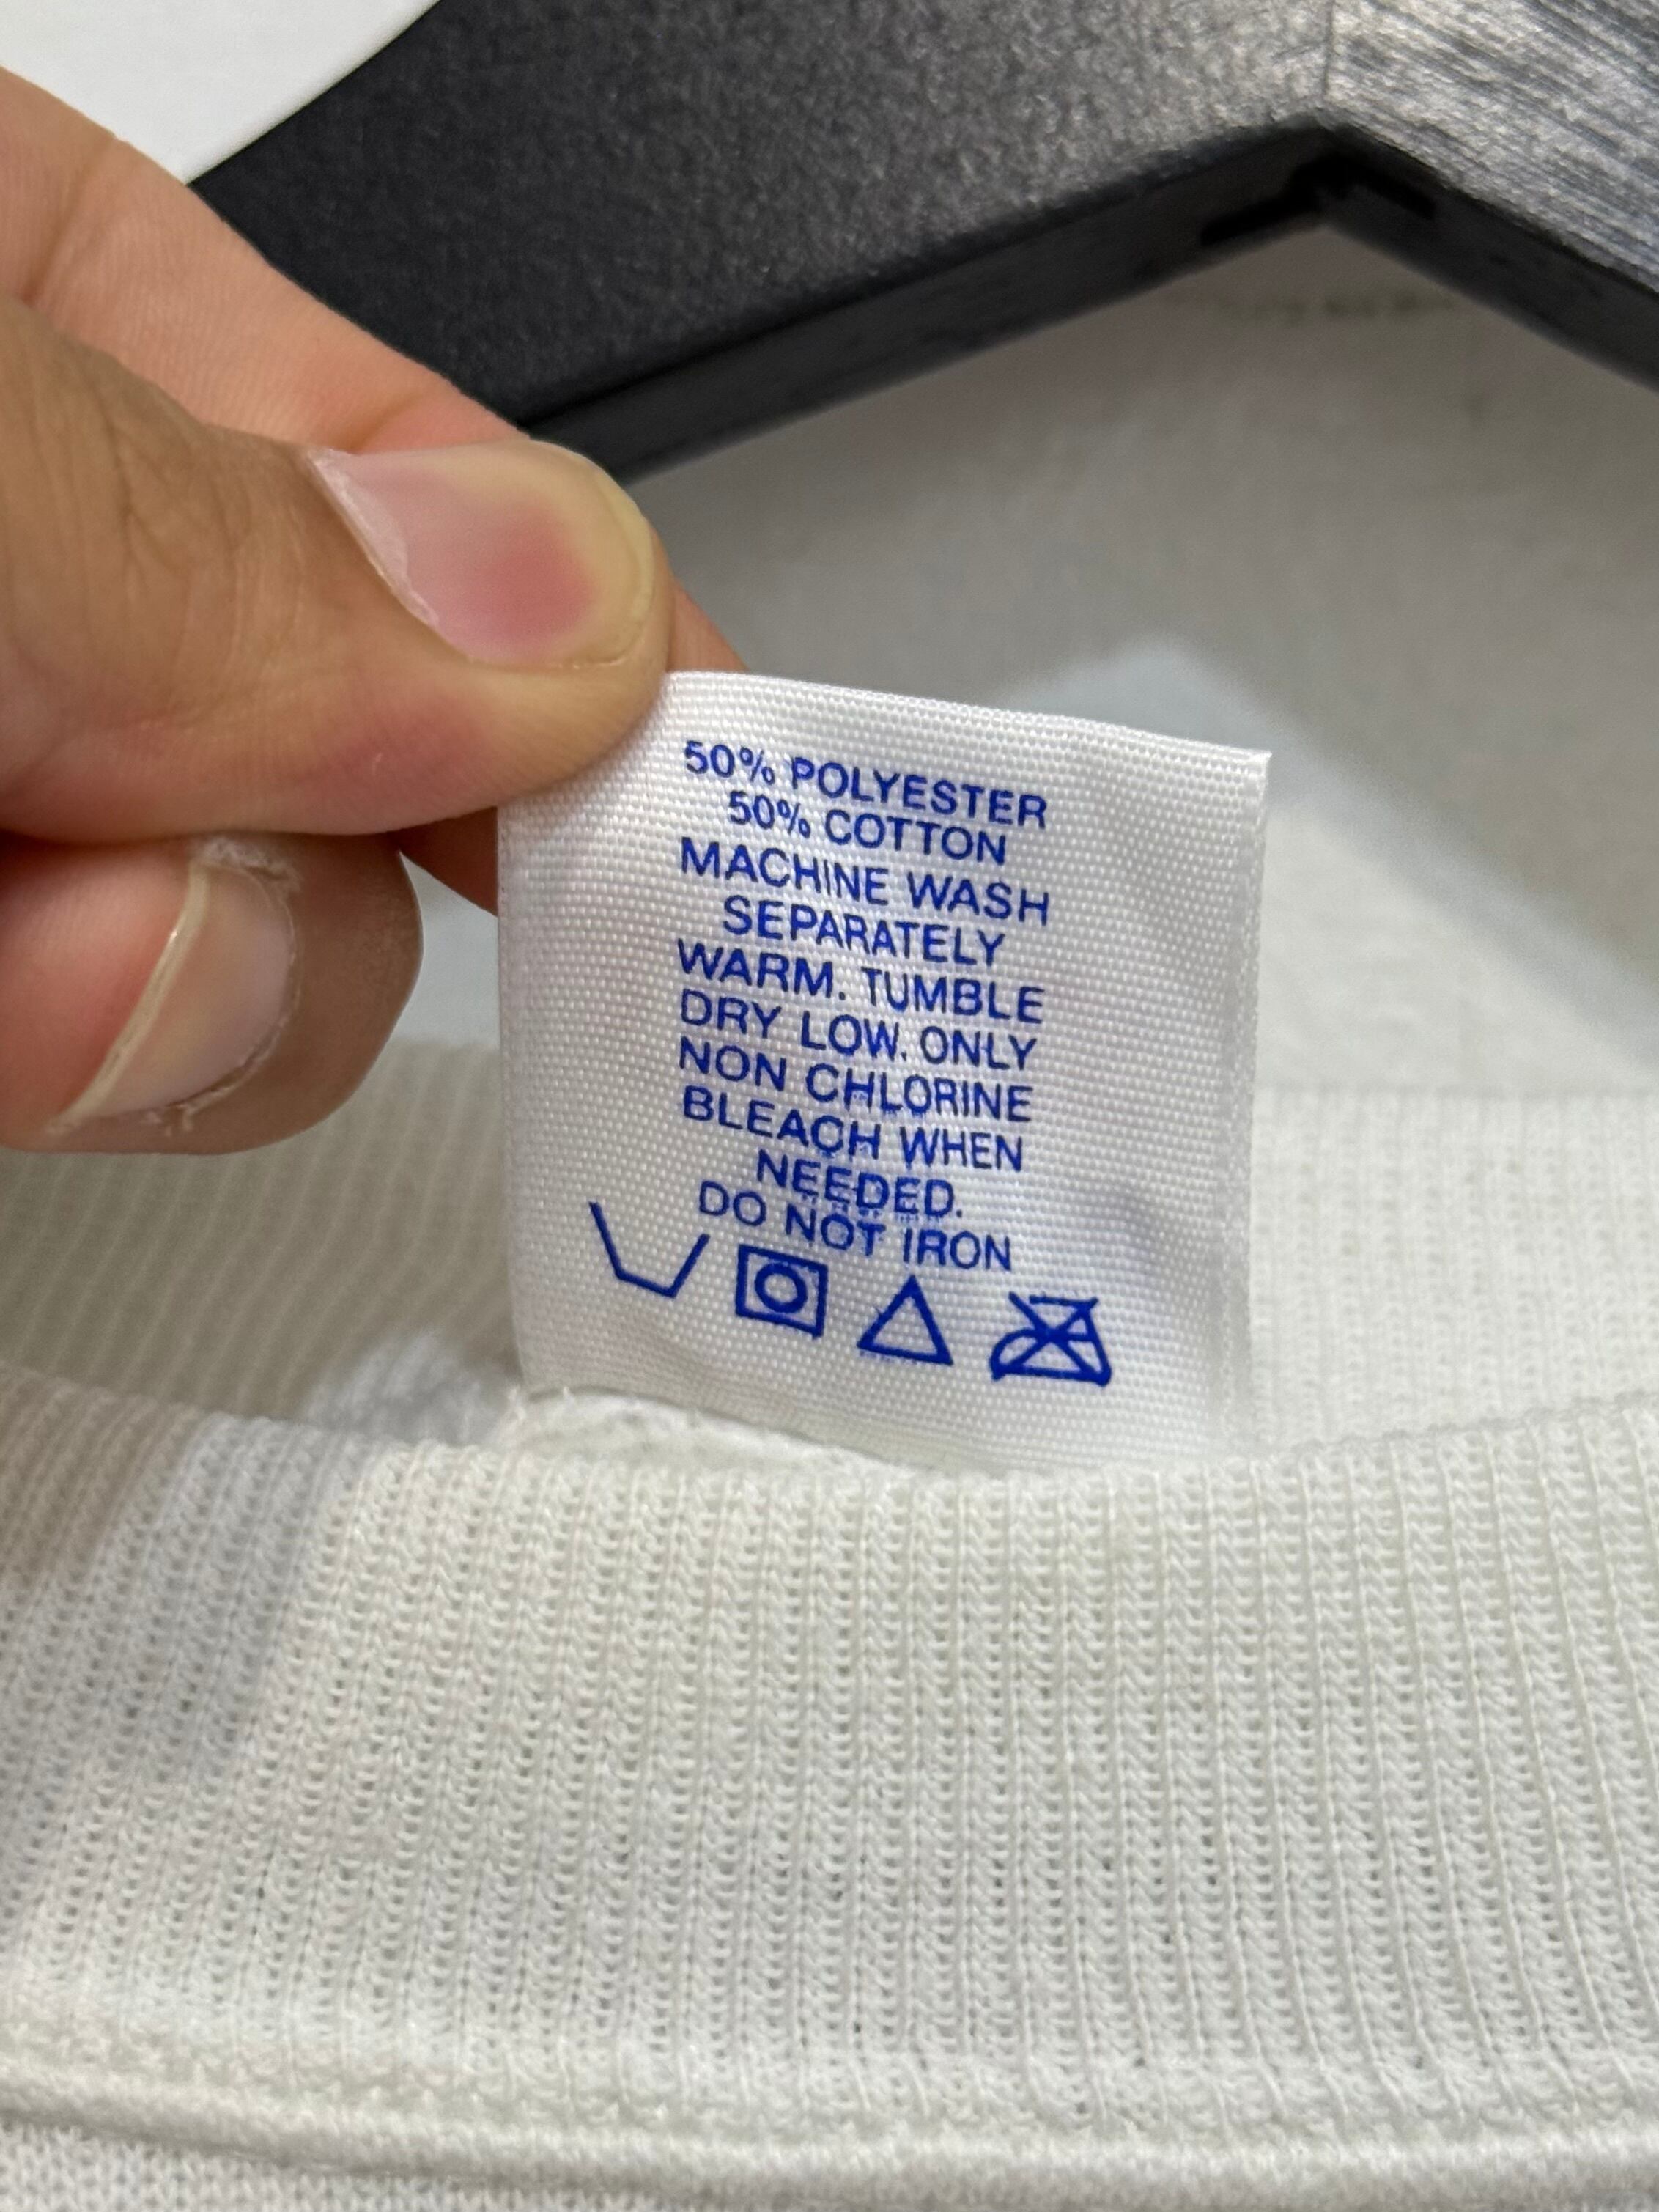 50% POLYESTER
50% COTTON
MACHINE WASH
SEPARATELY
WARM. TUMBLE
DRY LOW. ONLY
NON CHLORINE
BLEACH WHEN
NEEDED.
DO NOT IRON